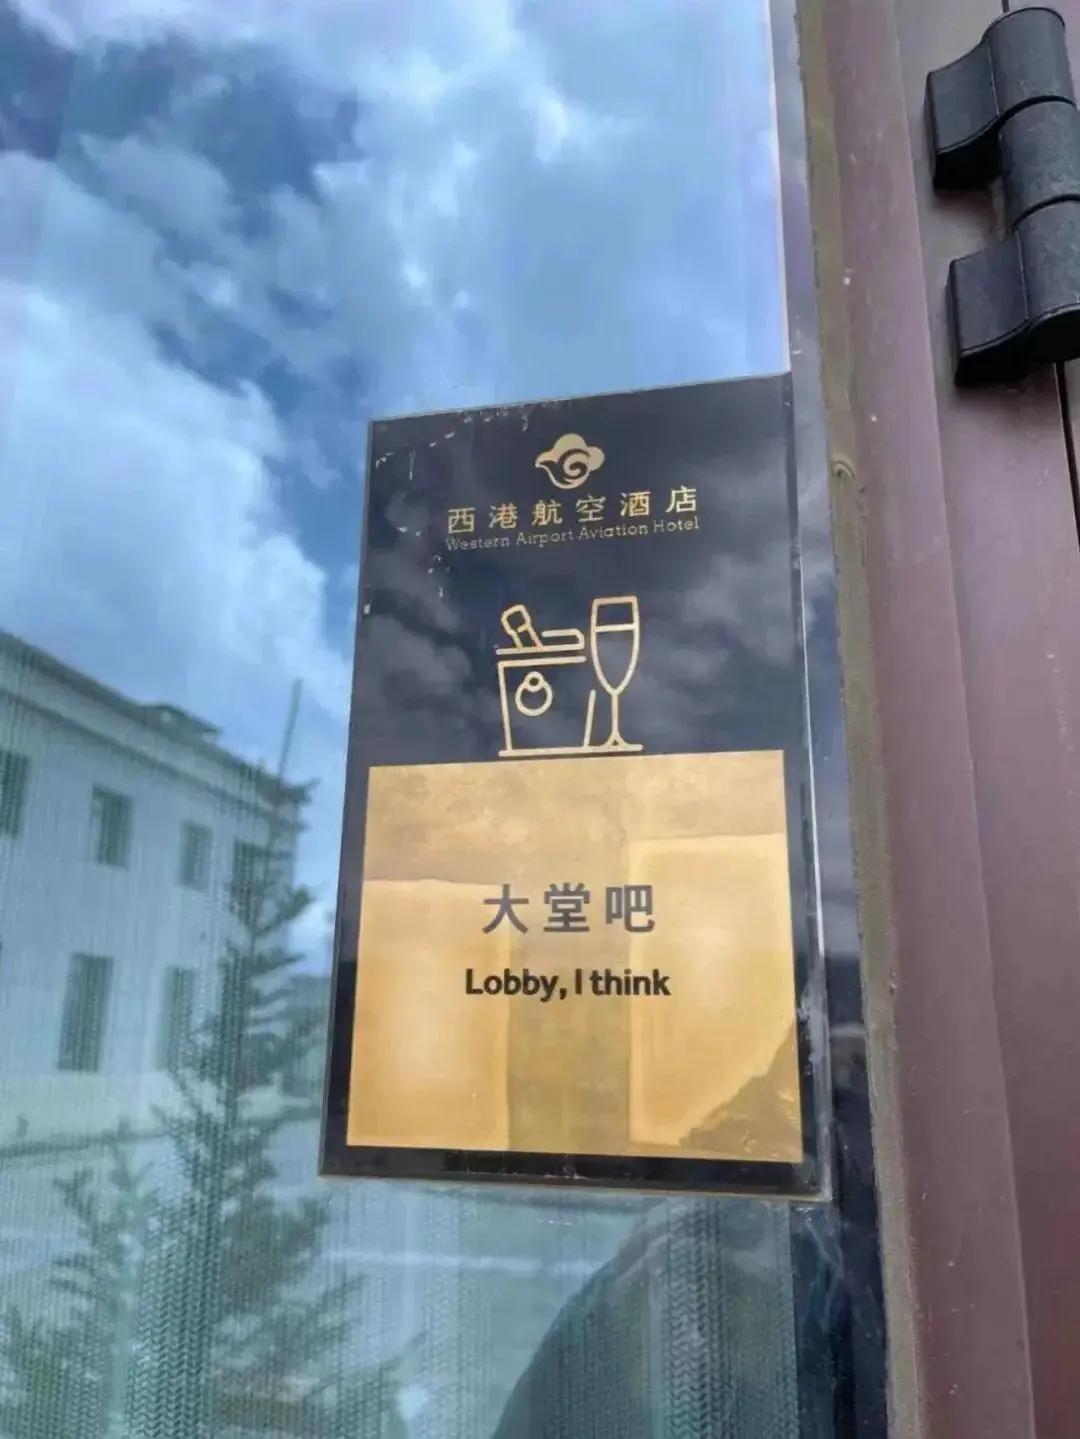 西港航空酒店
Western Airport Aviation Hotel
大堂吧
Lobby, I think